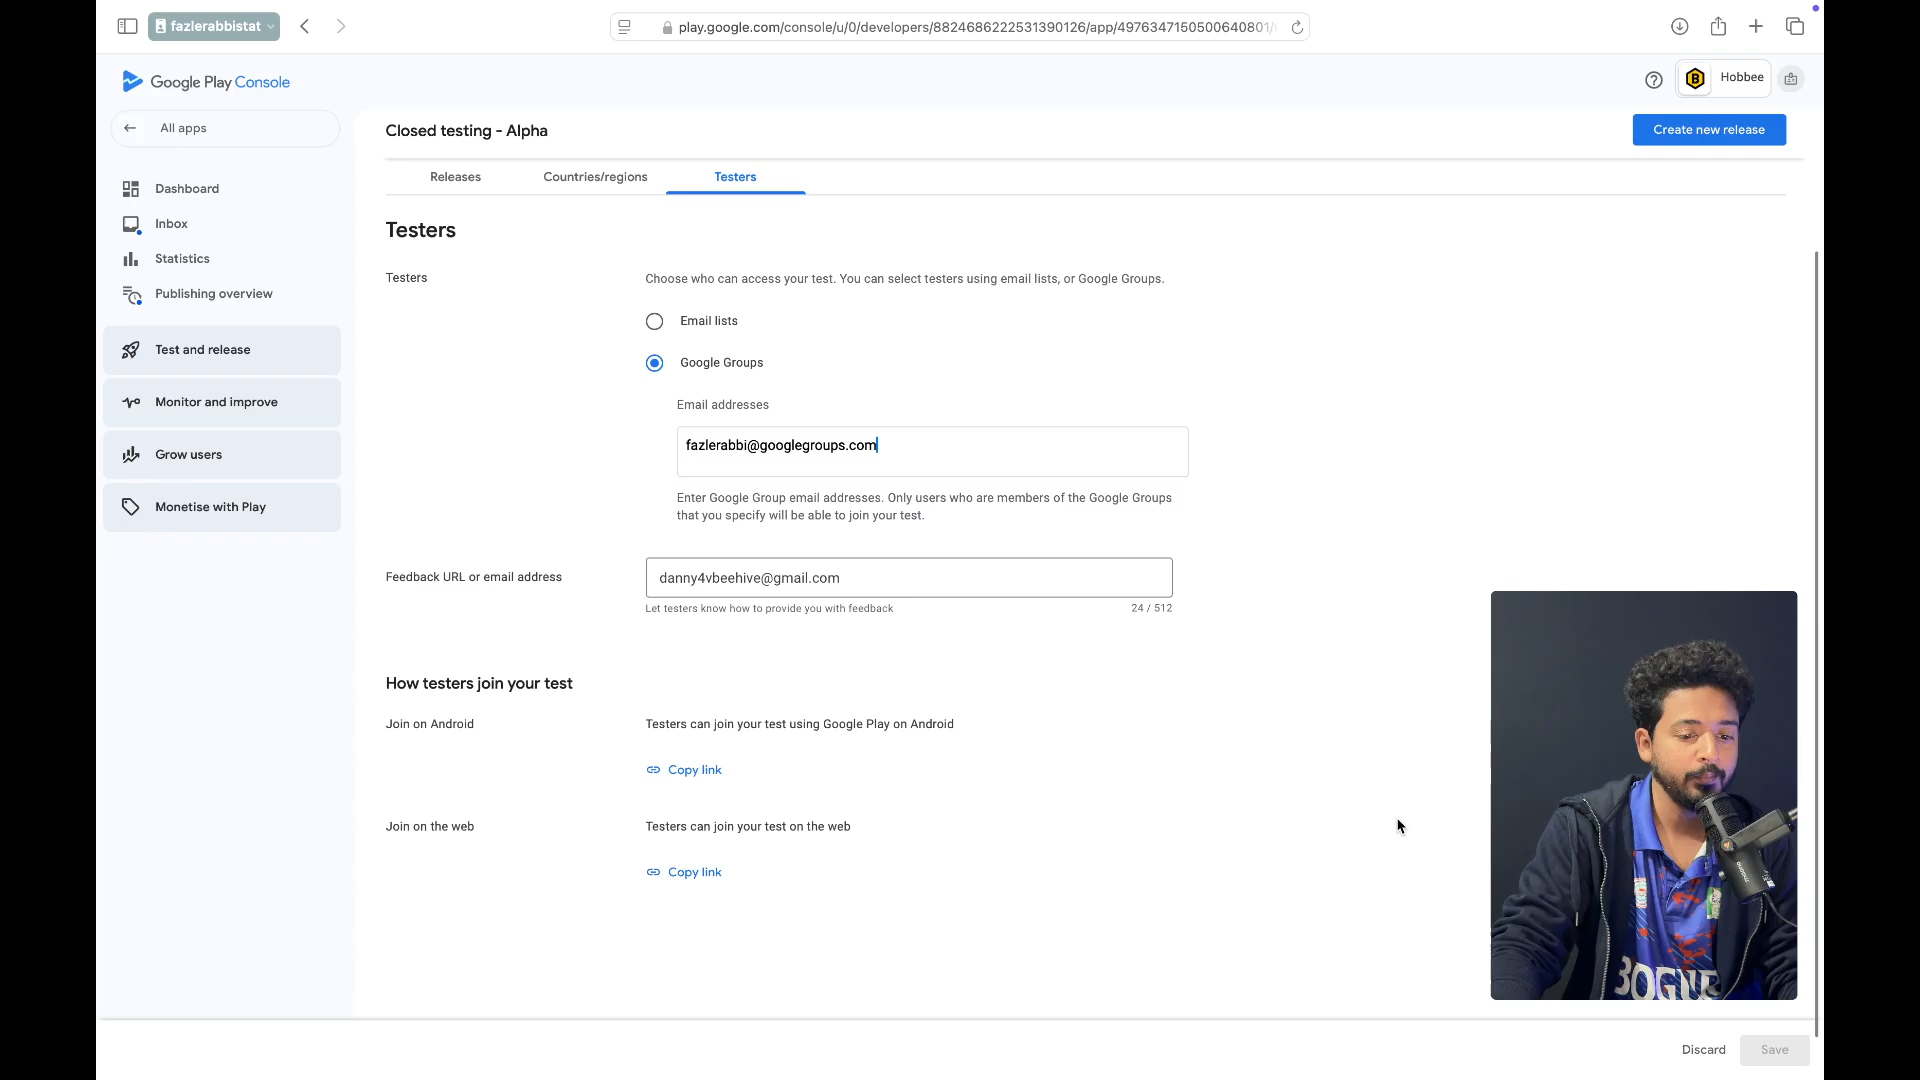 fazlerabbistat
play.google.com/console/u/0/developers/8824686222531390126/app/4976347150500640801/
Google Play Console
Hobbee
All apps
Closed testing - Alpha
Create new release
Releases
Countries/regions
Testers
Dashboard
Inbox
Statistics
Publishing overview
Test and release
Monitor and improve
Grow users
Monetise with Play
Testers
Testers
Choose who can access your test. You can select testers using email lists, or Google Groups.
Email lists
Google Groups
Email addresses
fazlerabbi@googlegroups.com
Enter Google Group email addresses. Only users who are members of the Google Groups
that you specify will be able to join your test.
Feedback URL or email address
danny4vbeehive@gmail.com
Let testers know how to provide you with feedback
24 / 512
How testers join your test
Join on Android
Testers can join your test using Google Play on Android
Copy link
Join on the web
Testers can join your test on the web
Copy link
Discard
Save